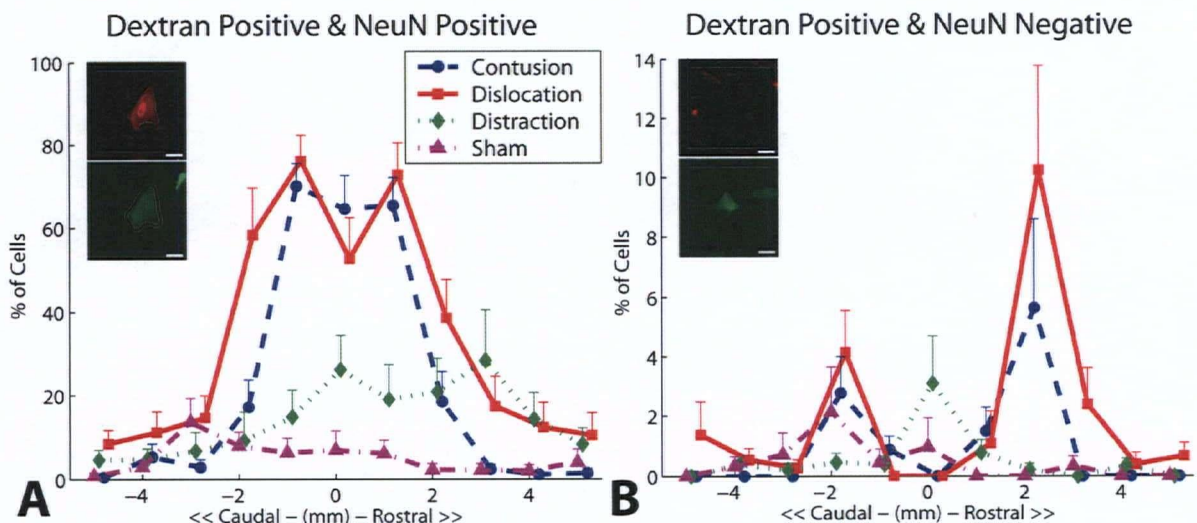 Dextran Positive & NeuN Positive
100
80
60
40
20
0
% of Cells
−4
−2
0
2
4
<< Caudal – (mm) – Rostral >>
A
Contusion
Dislocation
Distraction
Sham
Dextran Positive & NeuN Negative
14
12
10
8
6
4
2
0
% of Cells
−4
−2
0
2
4
<< Caudal – (mm) – Rostral >>
B